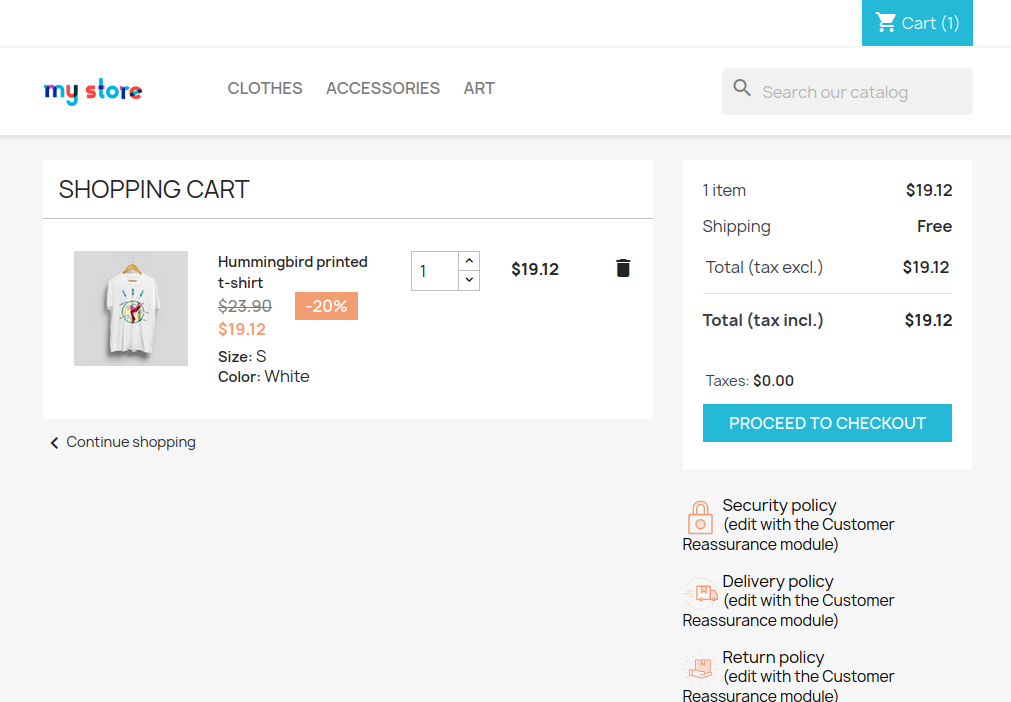 Cart (1)
my store
CLOTHES
ACCESSORIES
ART
Search our catalog
SHOPPING CART
Hummingbird printed
t-shirt
$23.90
-20%
$19.12
Size: S
Color: White
1
$19.12
Continue shopping
1 item $19.12
Shipping Free
Total (tax excl.) $19.12
Total (tax incl.) $19.12
Taxes: $0.00
PROCEED TO CHECKOUT
Security policy
(edit with the Customer
Reassurance module)
Delivery policy
(edit with the Customer
Reassurance module)
Return policy
(edit with the Customer
Reassurance module)